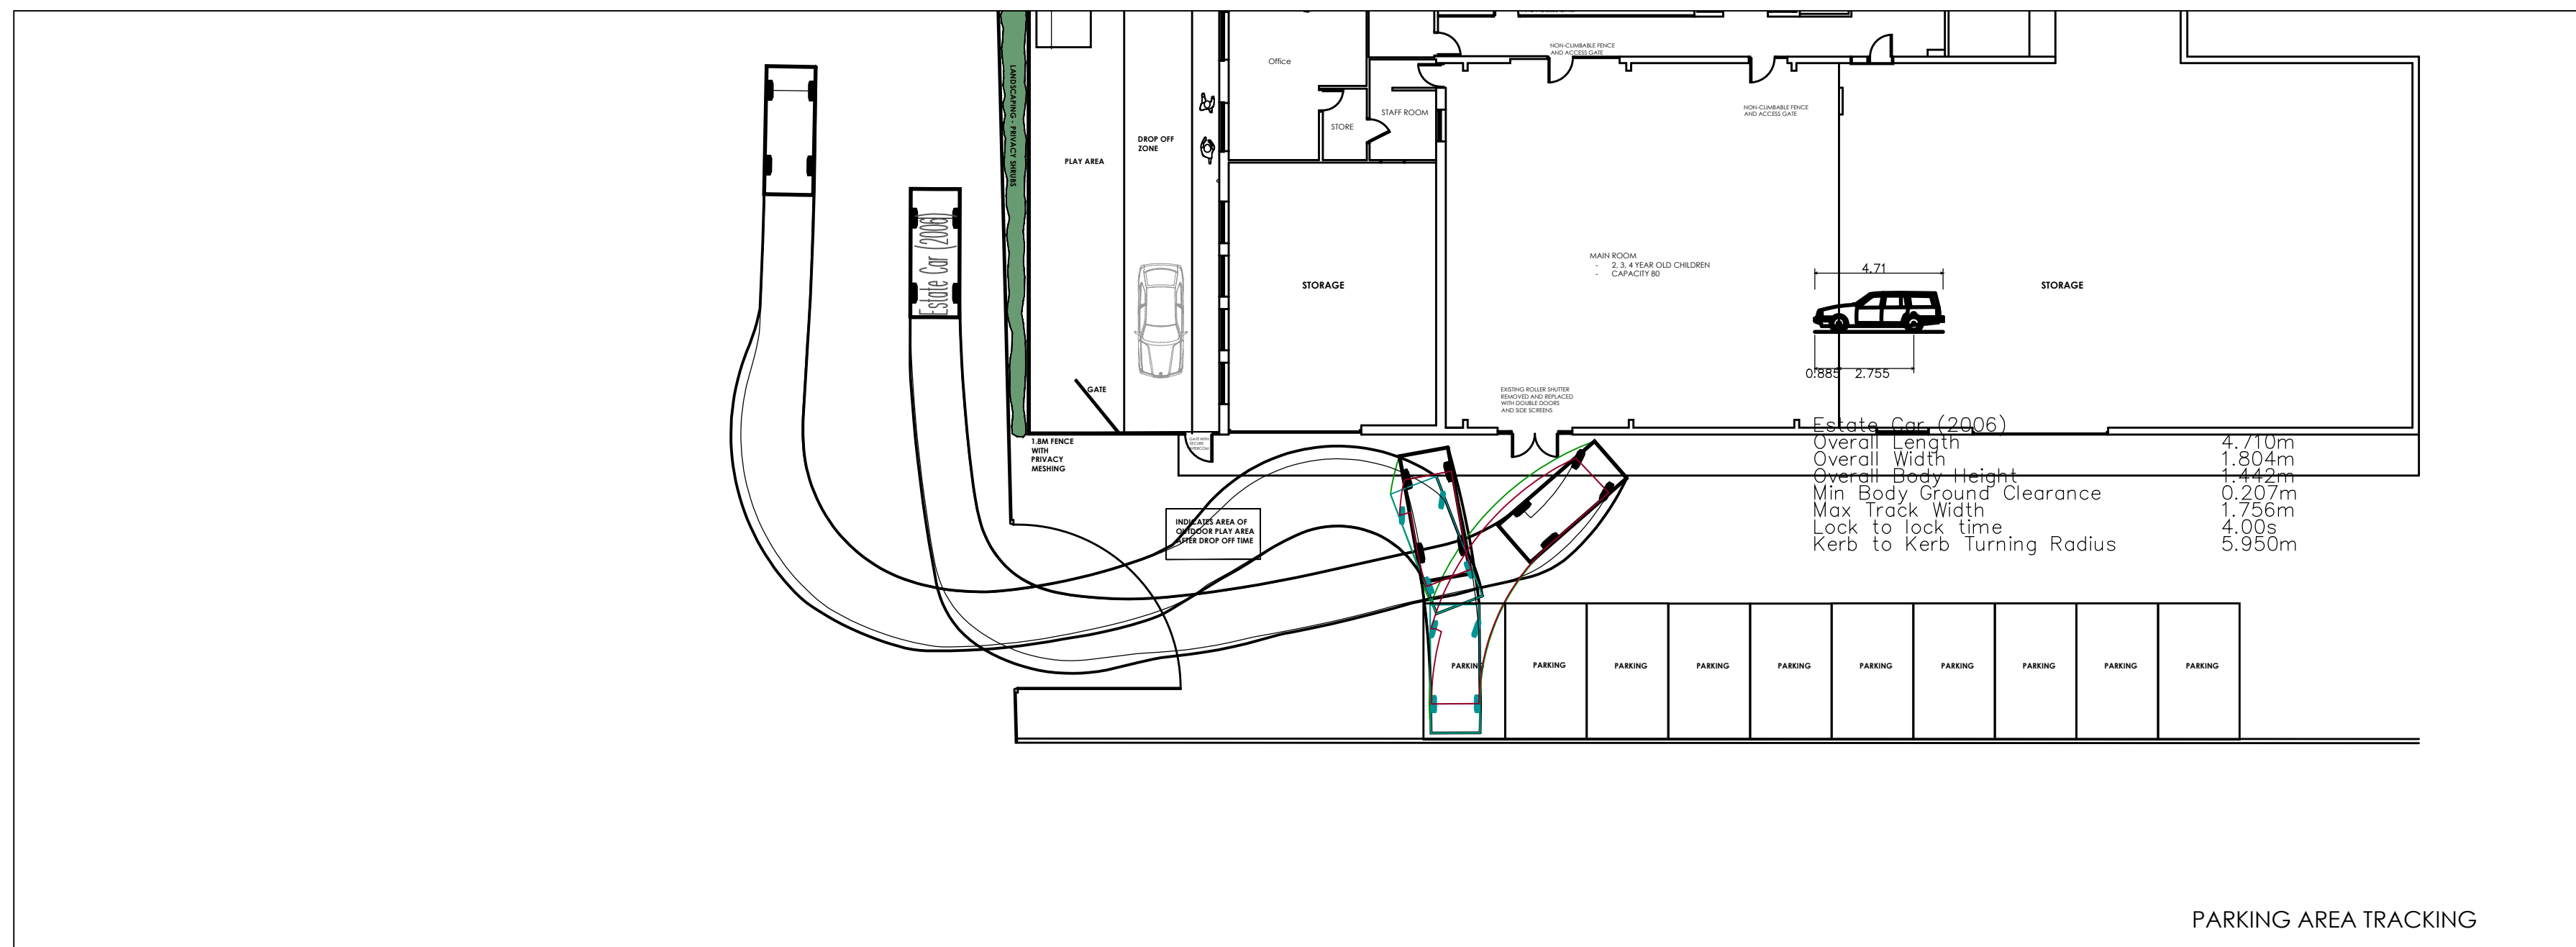 NON-CLIMBABLE FENCE
AND ACCESS GATE
Office
LANDSCAPING - PRIVACY SHRUBS
NON-CLIMBABLE FENCE
AND ACCESS GATE
STAFF ROOM
STORE
DROP OFF
ZONE
PLAY AREA
Estate Car (2006)
MAIN ROOM
- 2, 3, 4 YEAR OLD CHILDREN
- CAPACITY 80
STORAGE
STORAGE
4.71
0.885 2.755
GATE
EXISTING ROLLER SHUTTER
REMOVED AND REPLACED
WITH DOUBLE DOORS
AND SIDE SCREENS
1.8M FENCE
WITH
PRIVACY
MESHING
GATE WITH
SECURE
INTERCOM
Estate Car (2006)
Overall Length 4.710m
Overall Width 1.804m
Overall Body Height 1.442m
Min Body Ground Clearance 0.207m
Max Track Width 1.756m
Lock to lock time 4.00s
Kerb to Kerb Turning Radius 5.950m
INDICATES AREA OF
OUTDOOR PLAY AREA
AFTER DROP OFF TIME
PARKING PARKING PARKING PARKING PARKING PARKING PARKING PARKING PARKING PARKING
PARKING AREA TRACKING